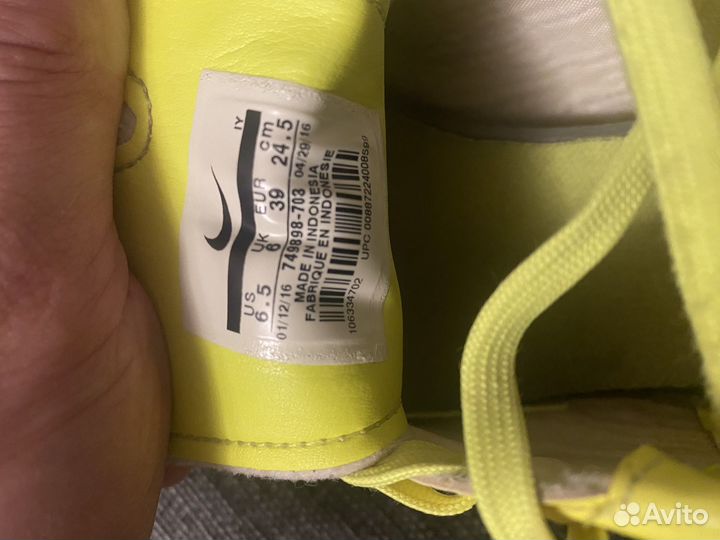 IY
US UK EUR cm
6.5 6 39 24.5
01/12/16 749898-703 04/29/16
MADE IN INDONESIA
FABRIQUE EN INDONESIE
106334702 UPC 00887224008599
Avito